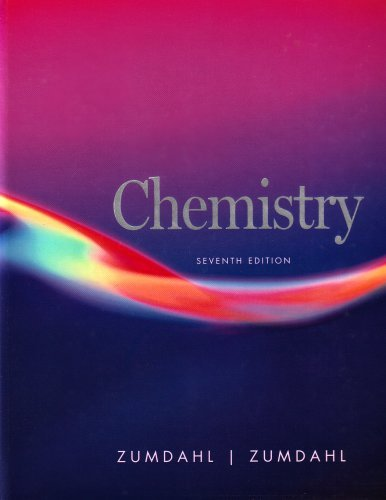 Chemistry
SEVENTH EDITION
ZUMDAHL | ZUMDAHL